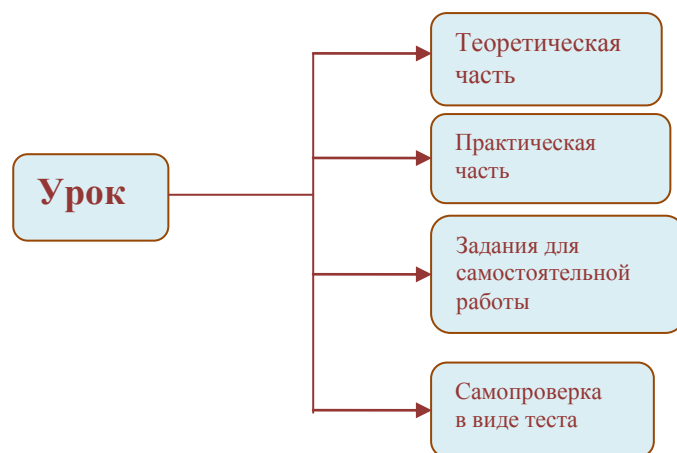 Урок
Теоретическая
часть
Практическая
часть
Задания для
самостоятельной
работы
Самопроверка
в виде теста